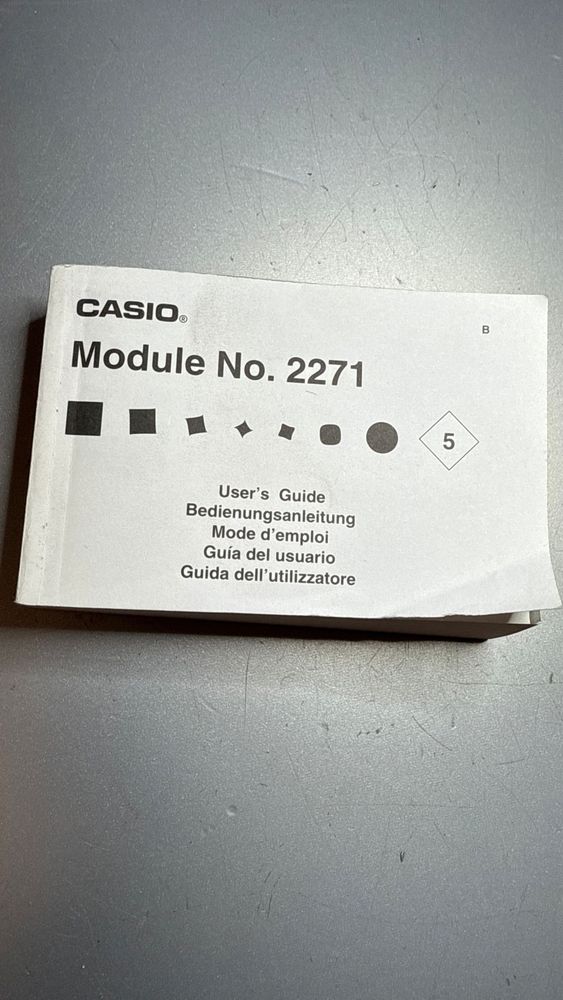 CASIO®
B
Module No. 2271
5
User's Guide
Bedienungsanleitung
Mode d'emploi
Guía del usuario
Guida dell'utilizzatore